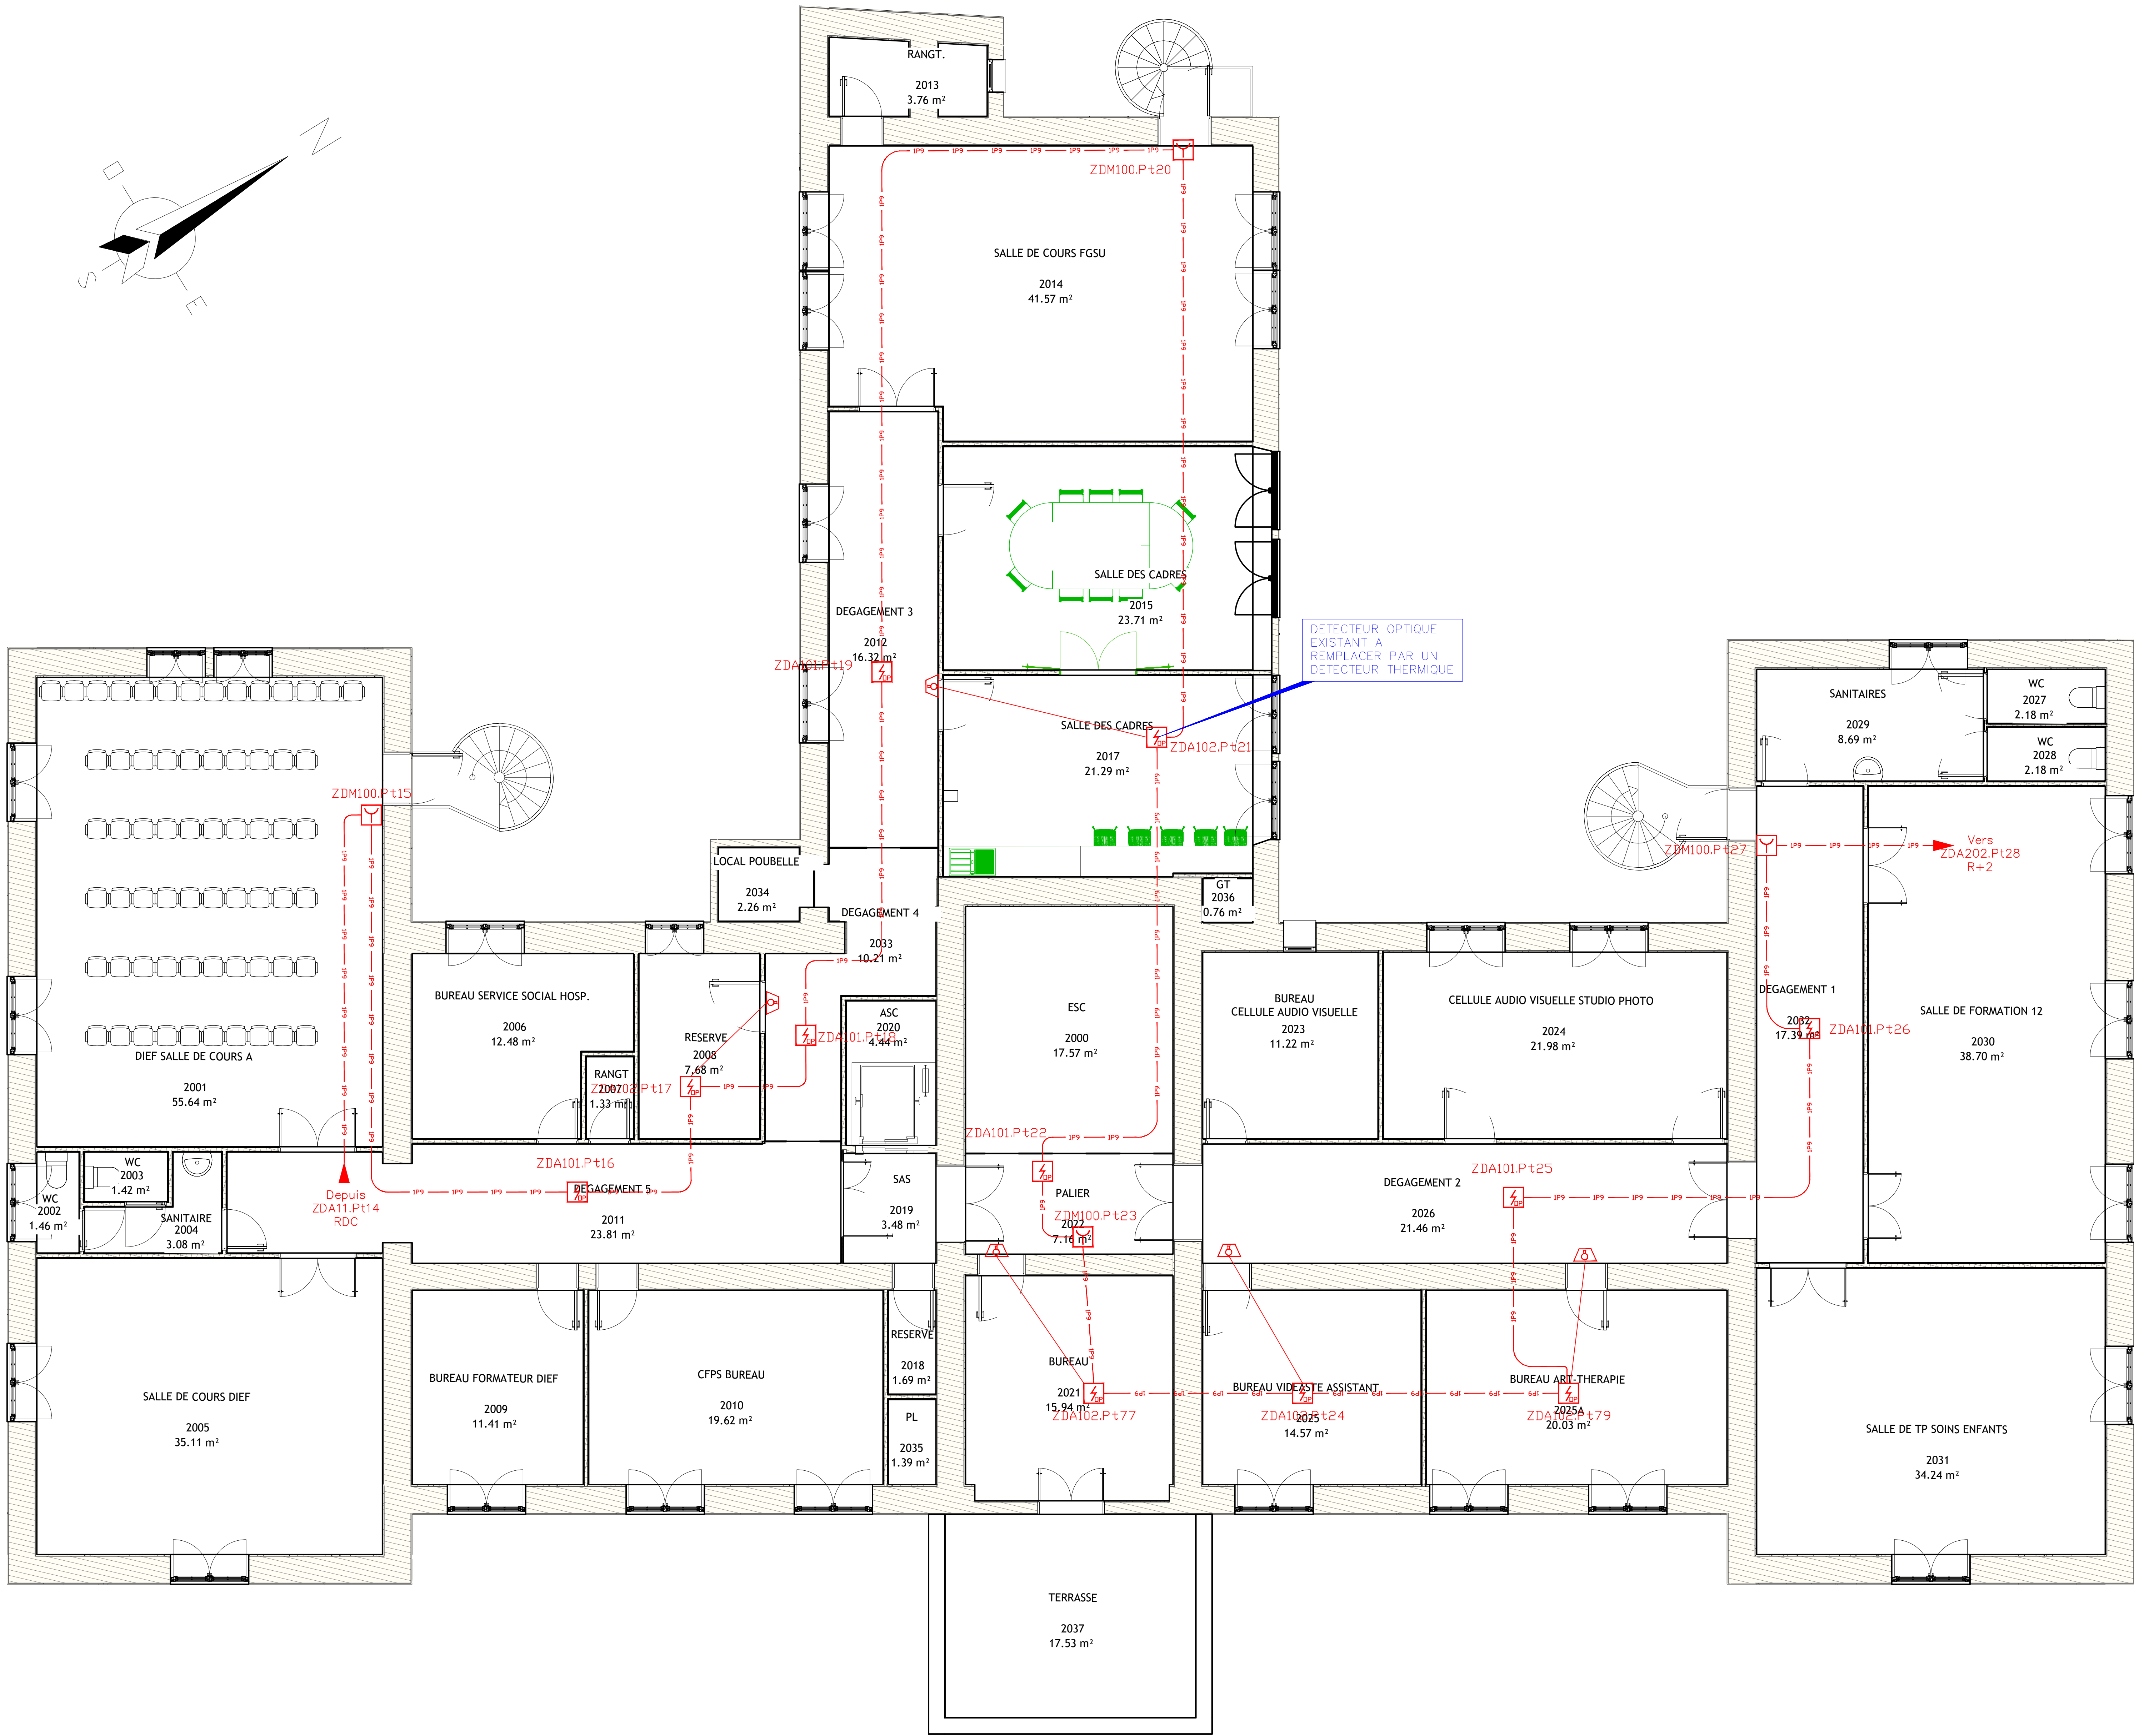 RANGT.
2013
3.76 m²
N
O
S
E
ZDM100.Pt20
SALLE DE COURS FGSU
2014
41.57 m²
SALLE DES CADRES
2015
23.71 m²
DEGAGEMENT 3
2012
16.32 m²
ZDA101.Pt19
DETECTEUR OPTIQUE
EXISTANT A
REMPLACER PAR UN
DETECTEUR THERMIQUE
SALLE DES CADRES
2017
21.29 m²
ZDA102.Pt21
SANITAIRES
2029
8.69 m²
WC
2027
2.18 m²
WC
2028
2.18 m²
ZDM100.Pt15
ZDM100.Pt27
Vers
ZDA202.Pt28
R+2
LOCAL POUBELLE
2034
2.26 m²
GT
2036
0.76 m²
DEGAGEMENT 4
2033
10.21 m²
BUREAU SERVICE SOCIAL HOSP.
2006
12.48 m²
RESERVE
2008
7.68 m²
ZDA101.Pt18
ASC
2020
4.44 m²
ESC
2000
17.57 m²
BUREAU
CELLULE AUDIO VISUELLE
2023
11.22 m²
CELLULE AUDIO VISUELLE STUDIO PHOTO
2024
21.98 m²
DEGAGEMENT 1
2032
17.39 m²
ZDA101.Pt26
SALLE DE FORMATION 12
2030
38.70 m²
DIEF SALLE DE COURS A
2001
55.64 m²
RANGT
2007
1.33 m²
ZDA102.Pt17
ZDA101.Pt22
WC
2003
1.42 m²
WC
2002
1.46 m²
SANITAIRE
2004
3.08 m²
Depuis
ZDA11.Pt14
RDC
ZDA101.Pt16
DEGAGEMENT 5
2011
23.81 m²
SAS
2019
3.48 m²
PALIER
2022
7.16 m²
ZDM100.Pt23
DEGAGEMENT 2
2026
21.46 m²
ZDA101.Pt25
SALLE DE COURS DIEF
2005
35.11 m²
BUREAU FORMATEUR DIEF
2009
11.41 m²
CFPS BUREAU
2010
19.62 m²
RESERVE
2018
1.69 m²
PL
2035
1.39 m²
BUREAU
2021
15.94 m²
ZDA102.Pt77
BUREAU VIDEASTE ASSISTANT
2025
14.57 m²
ZDA102.Pt24
BUREAU ART-THERAPIE
2025A
20.03 m²
ZDA102.Pt79
SALLE DE TP SOINS ENFANTS
2031
34.24 m²
TERRASSE
2037
17.53 m²